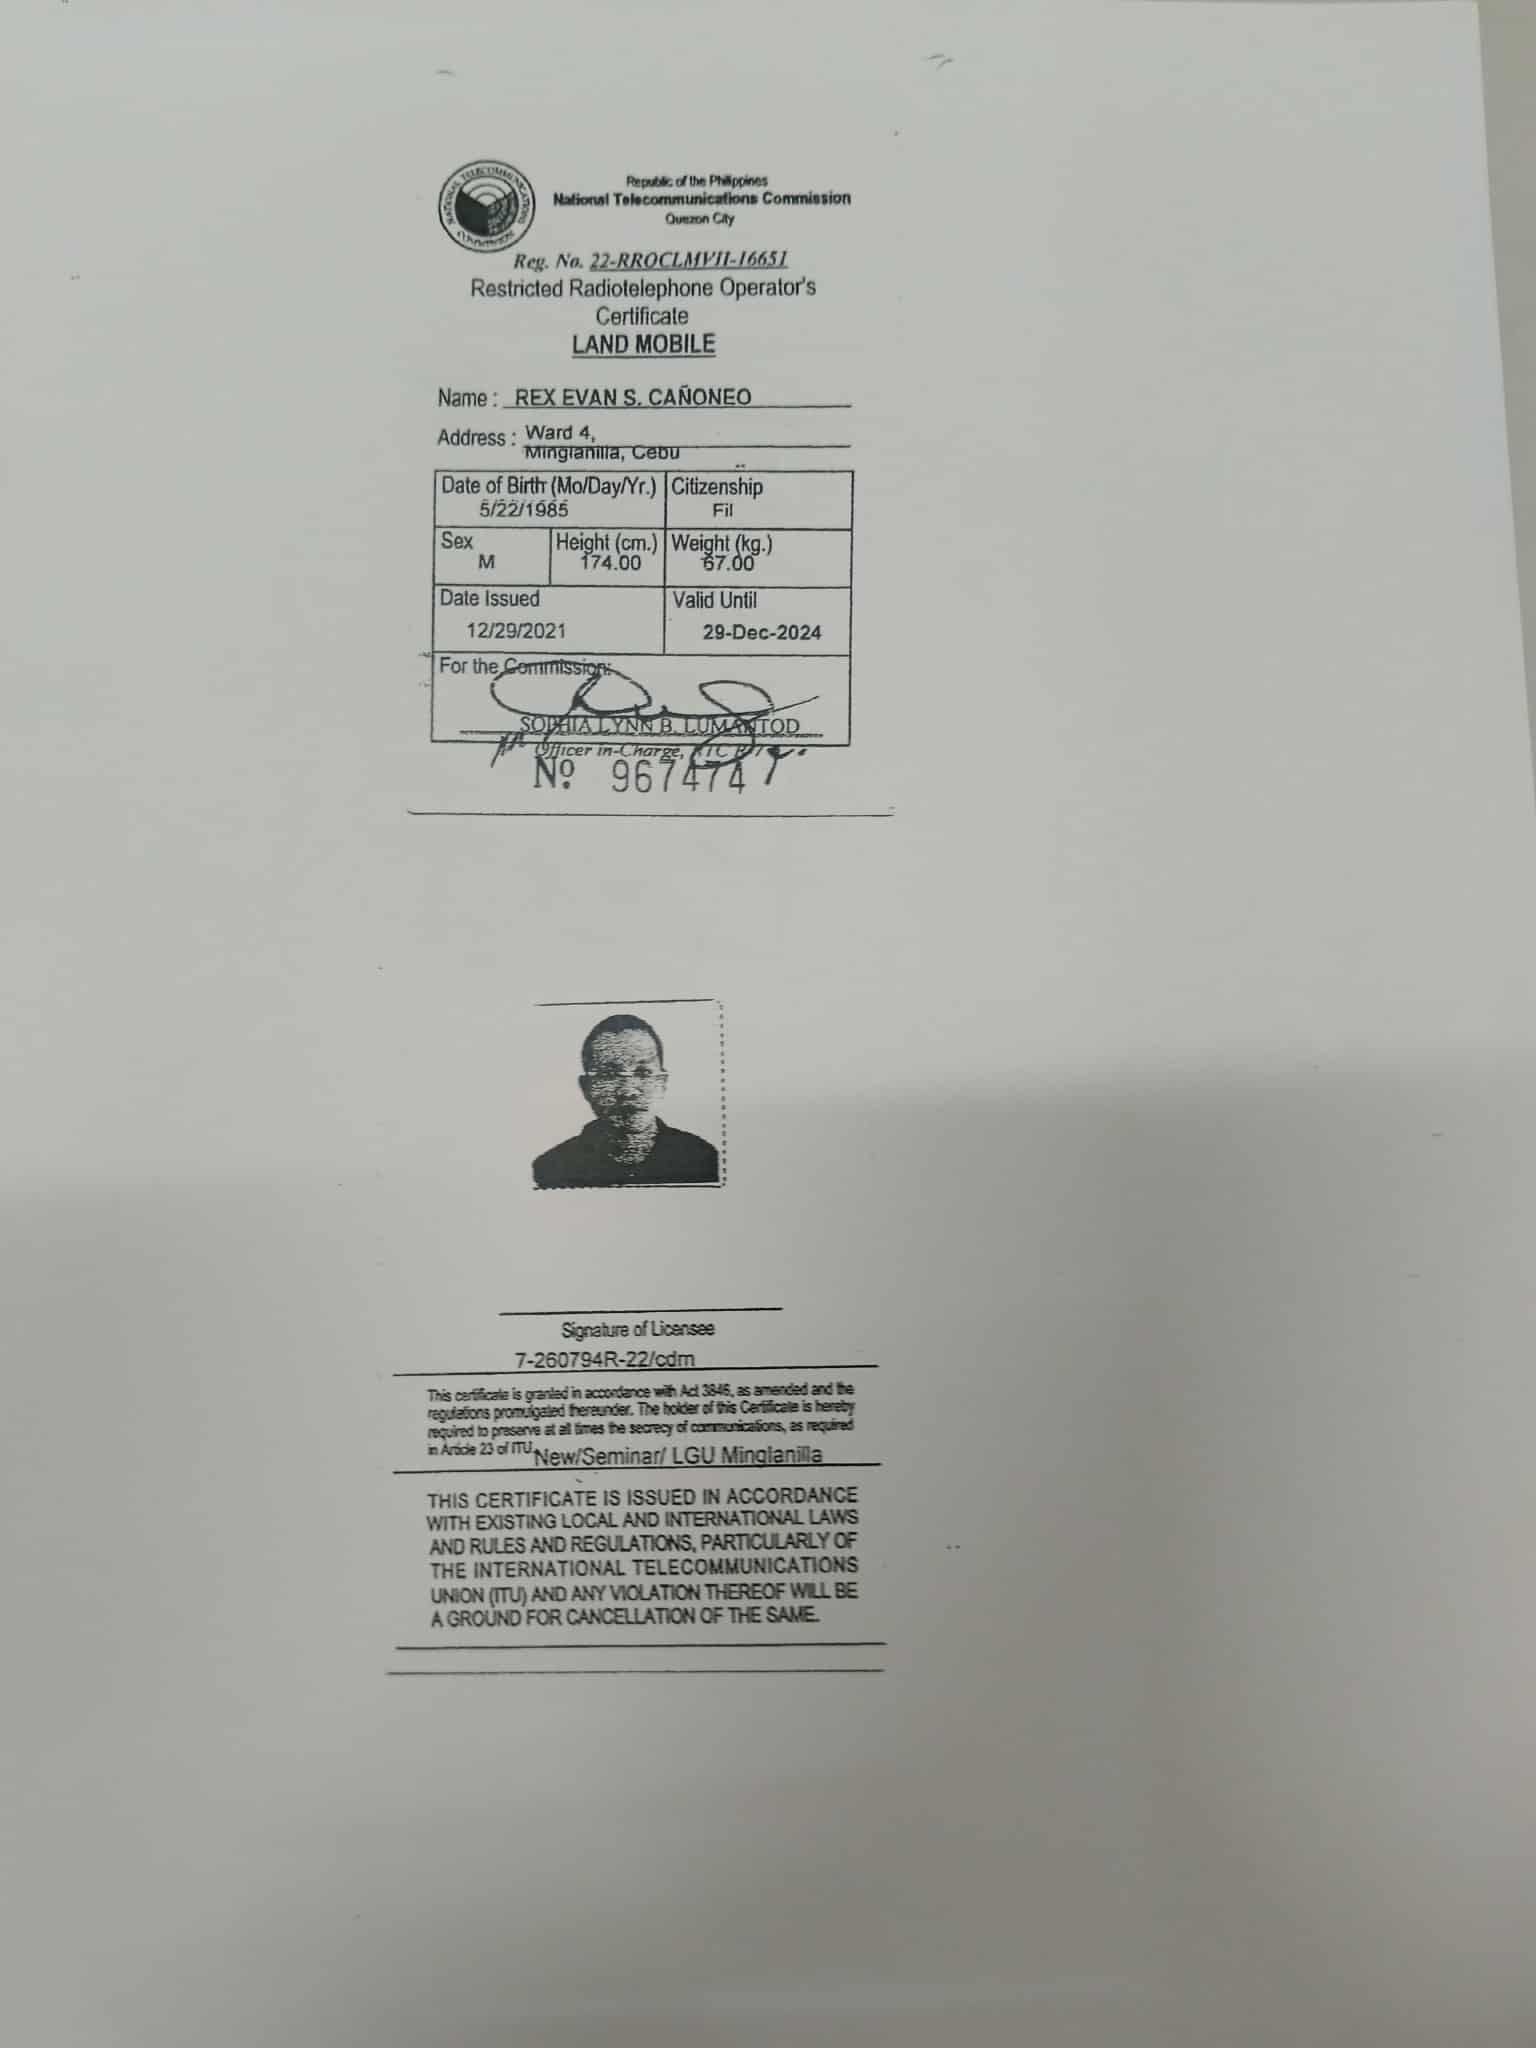 NATIONAL TELECOMMUNICATIONS COMMISSION
Republic of the Philippines
National Telecommunications Commission
Quezon City
Reg. No. 22-RROCLMVII-16651
Restricted Radiotelephone Operator's
Certificate
LAND MOBILE
Name : REX EVAN S. CAÑONEO
Address : Ward 4,
Minglanilla, Cebu
Date of Birth (Mo/Day/Yr.) Citizenship
5/22/1985 Fil
Sex Height (cm.) Weight (kg.)
M 174.00 67.00
Date Issued Valid Until
12/29/2021 29-Dec-2024
For the Commission:
SOPHIA LYNN B. LUMANTOD
Officer in-Charge,
Nº 967474
Signature of Licensee
7-260794R-22/cdm
This certificate is granted in accordance with Act 3846, as amended and the
regulations promulgated thereunder. The holder of this Certificate is hereby
required to preserve at all times the secrecy of communications, as required
in Article 23 of ITU.
New/Seminar/ LGU Minglanilla
THIS CERTIFICATE IS ISSUED IN ACCORDANCE
WITH EXISTING LOCAL AND INTERNATIONAL LAWS
AND RULES AND REGULATIONS, PARTICULARLY OF
THE INTERNATIONAL TELECOMMUNICATIONS
UNION (ITU) AND ANY VIOLATION THEREOF WILL BE
A GROUND FOR CANCELLATION OF THE SAME.